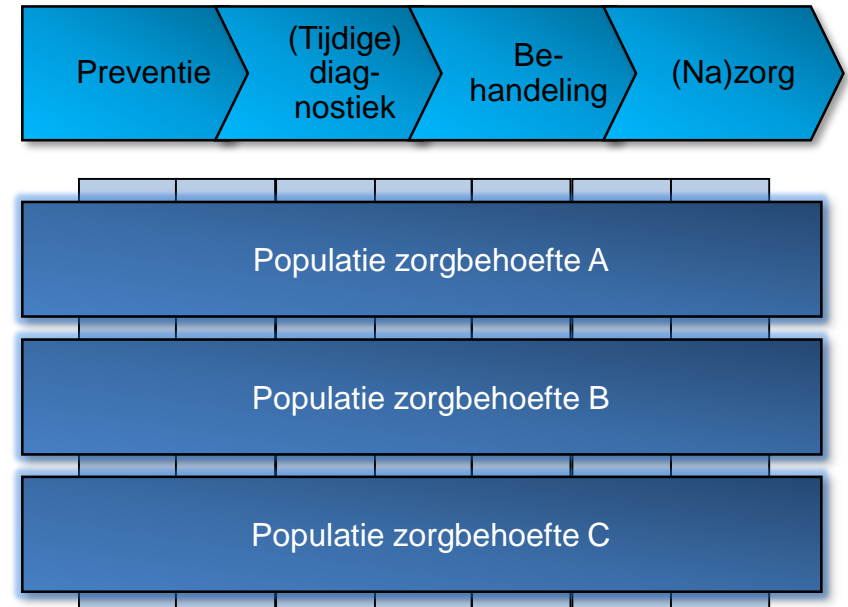 Preventie
(Tijdige)
diag-
nostiek
Be-
handeling
(Na)zorg
Populatie zorgbehoefte A
Populatie zorgbehoefte B
Populatie zorgbehoefte C